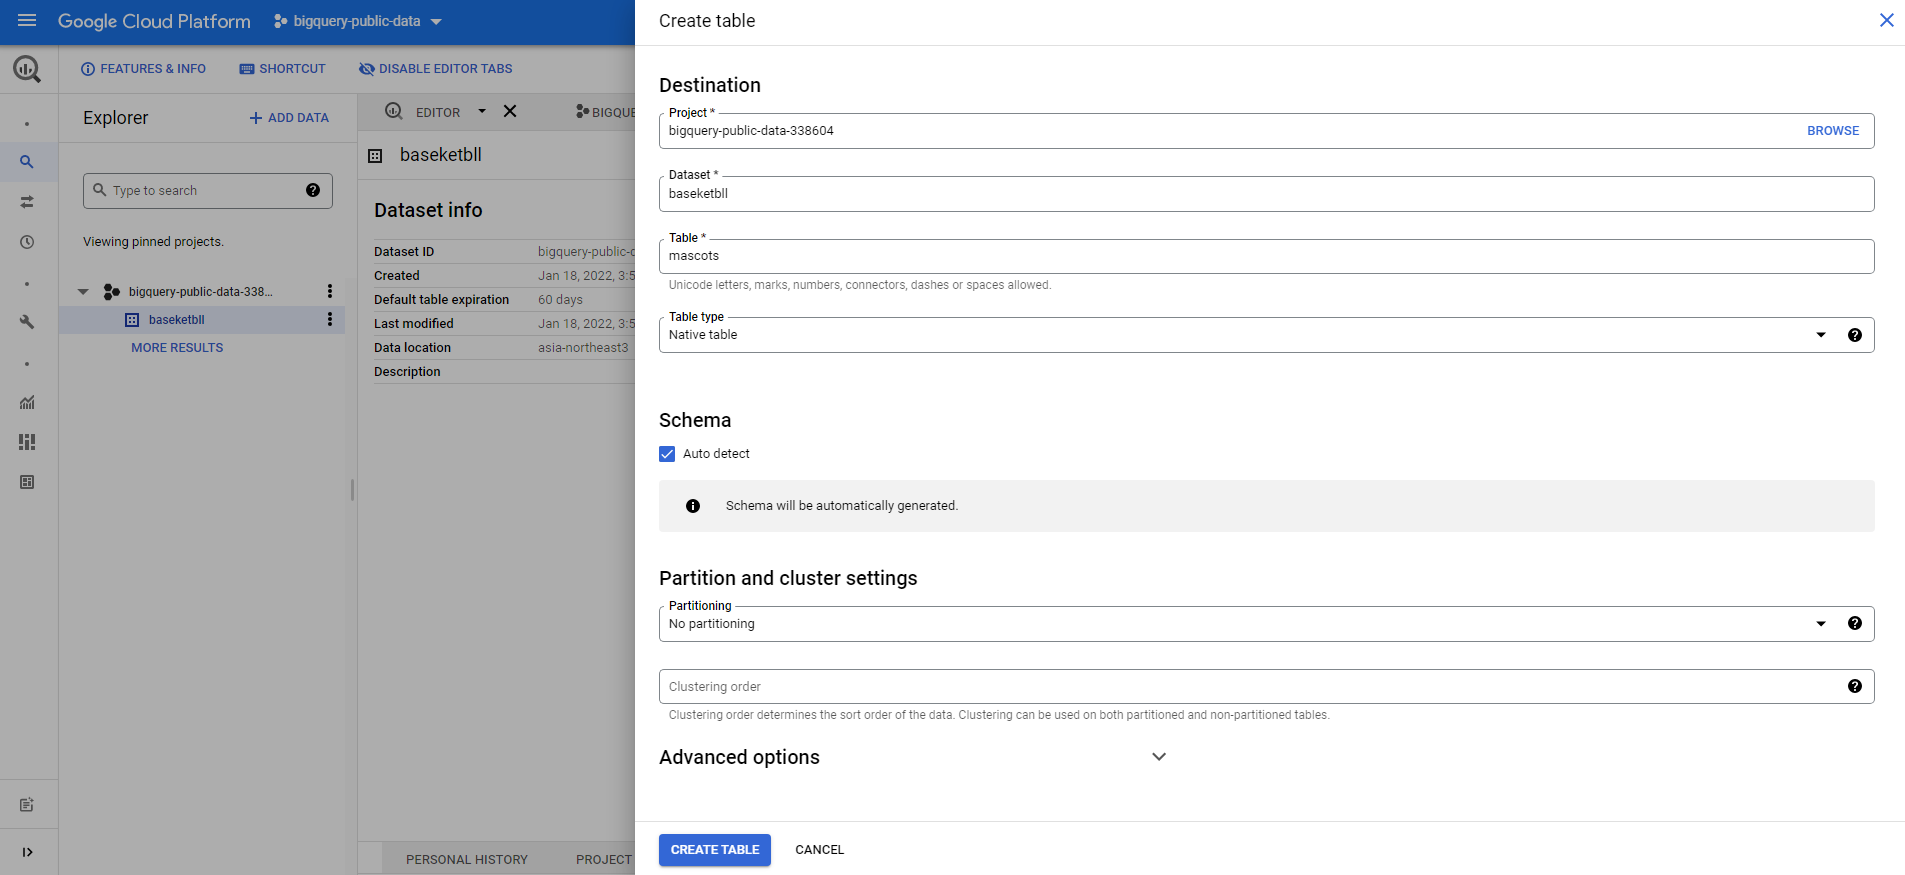 Google Cloud Platform
bigquery-public-data
FEATURES & INFO
SHORTCUT
DISABLE EDITOR TABS
Explorer
ADD DATA
Type to search
Viewing pinned projects.
bigquery-public-data-338...
baseketbll
MORE RESULTS
EDITOR
BIGQUE
baseketbll
Dataset info
Dataset ID bigquery-public-d
Created Jan 18, 2022, 3:5
Default table expiration 60 days
Last modified Jan 18, 2022, 3:5
Data location asia-northeast3
Description
PERSONAL HISTORY
PROJECT
Create table
Destination
Project *
bigquery-public-data-338604
BROWSE
Dataset *
baseketbll
Table *
mascots
Unicode letters, marks, numbers, connectors, dashes or spaces allowed.
Table type
Native table
Schema
Auto detect
Schema will be automatically generated.
Partition and cluster settings
Partitioning
No partitioning
Clustering order
Clustering order determines the sort order of the data. Clustering can be used on both partitioned and non-partitioned tables.
Advanced options
CREATE TABLE
CANCEL